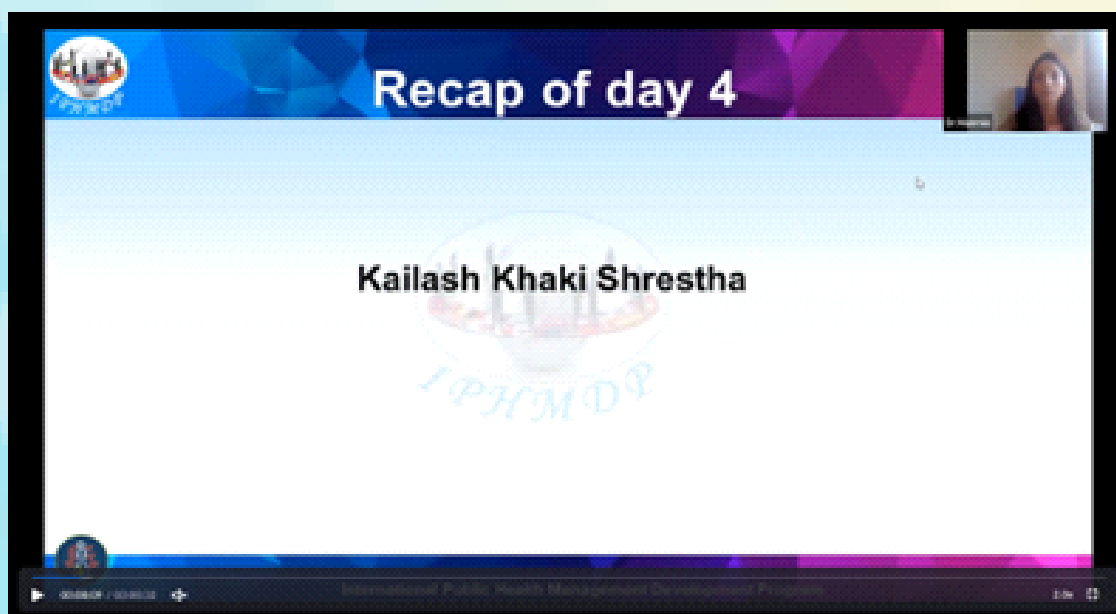 Recap of day 4
IPHMDP
Kailash Khaki Shrestha
IPHMDP
International Public Health Management Development Program